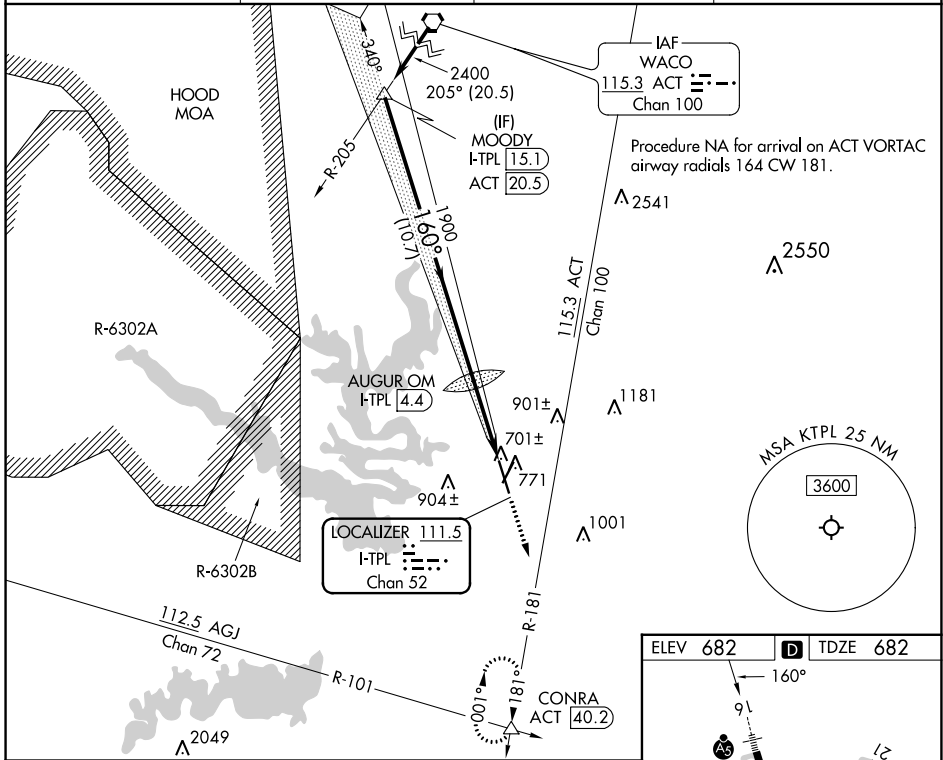 340°
2400
205° (20.5)
IAF
WACO
115.3 ACT
Chan 100
HOOD
MOA
(IF)
MOODY
I-TPL 15.1
ACT 20.5
R-205
Procedure NA for arrival on ACT VORTAC
airway radials 164 CW 181.
2541
1900
160°
(10.7)
2550
115.3 ACT
Chan 100
R-6302A
AUGUR OM
I-TPL 4.4
901±
1181
701±
771
904±
MSA KTPL 25 NM
3600
LOCALIZER 111.5
I-TPL
Chan 52
1001
R-6302B
R-181
112.5 AGJ
Chan 72
R-101
001°
181°
CONRA
ACT 40.2
2049
ELEV 682 D TDZE 682
160°
16
A5
21